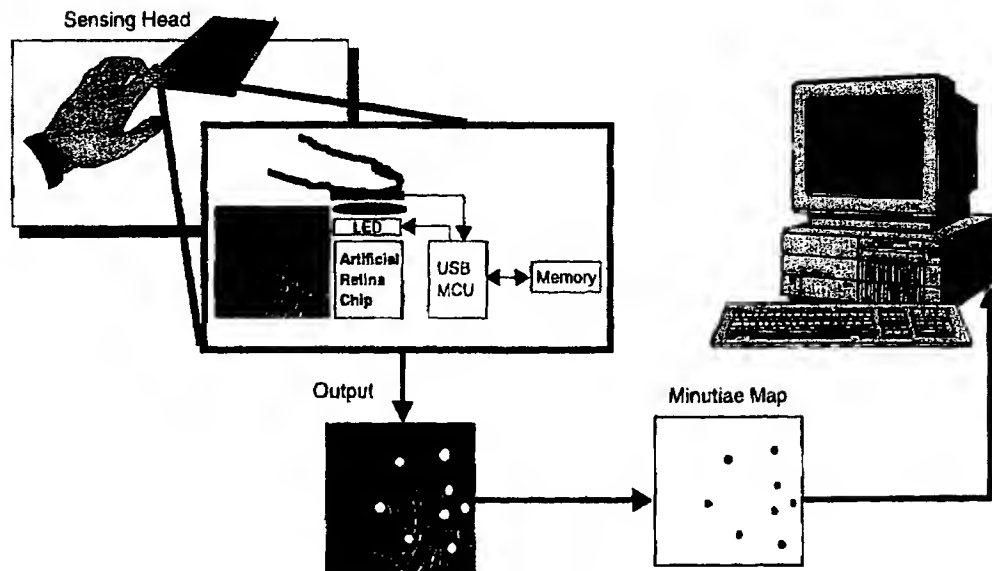 Sensing Head
LED
Artificial
Retina
Chip
USB
MCU
Memory
Output
Minutiae Map